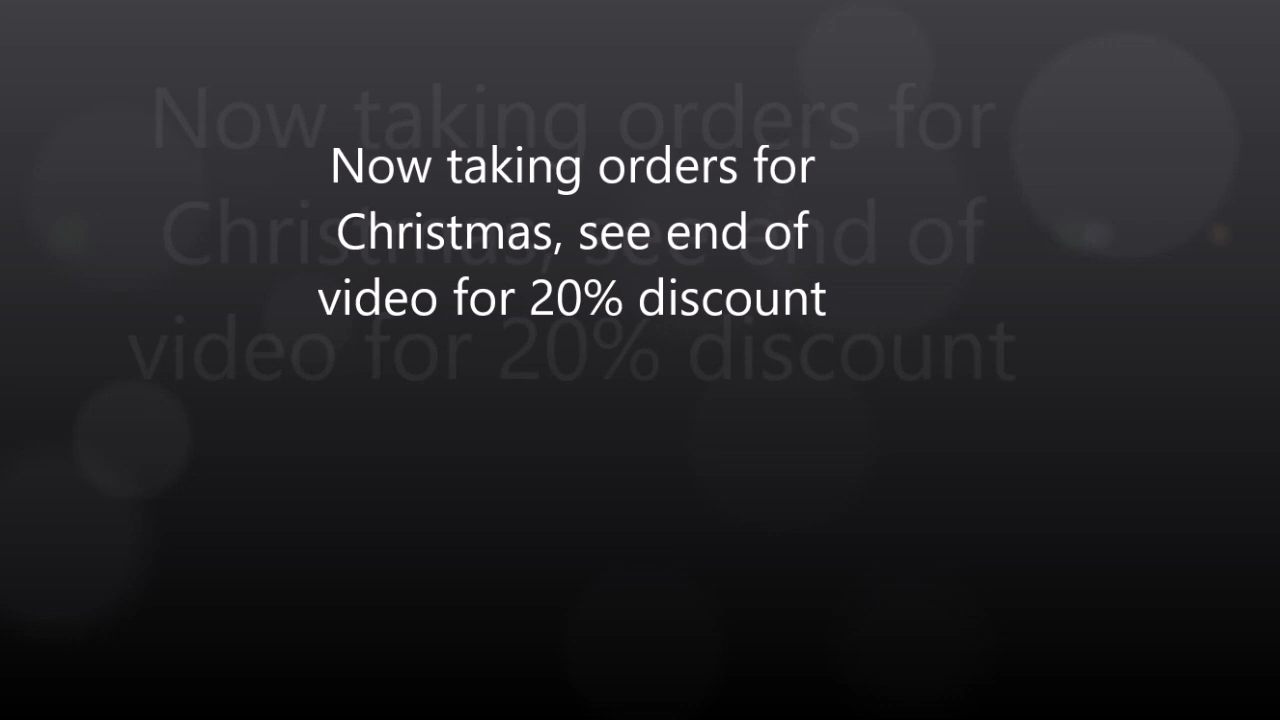 Now taking orders for
Christmas, see end of
video for 20% discount